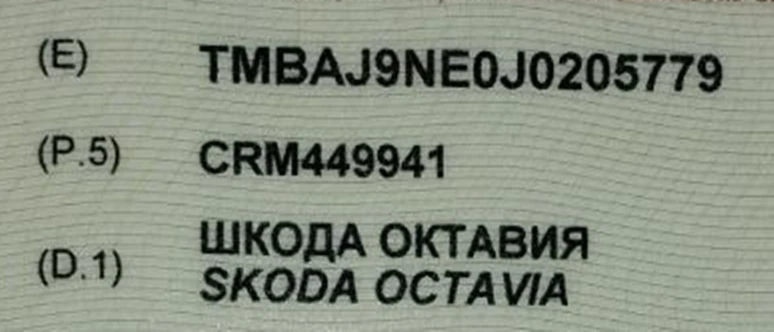 (E) TMBAJ9NE0J0205779
(P.5) CRM449941
(D.1) ШКОДА ОКТАВИЯ
SKODA OCTAVIA